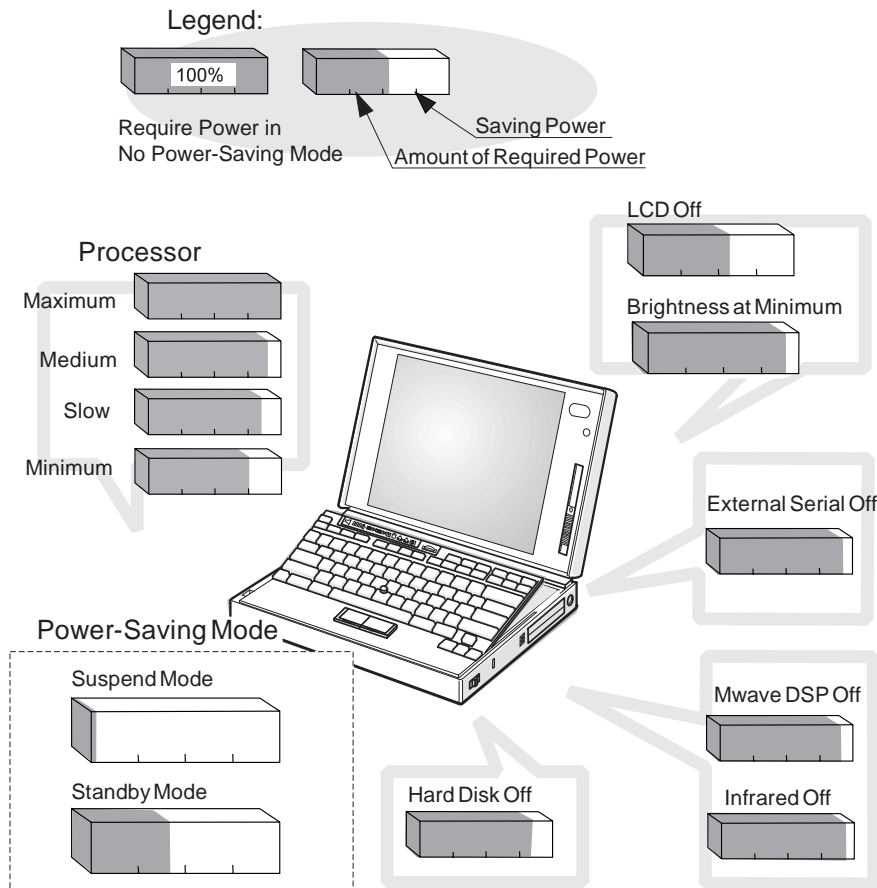 Legend:
100%
Require Power in
No Power-Saving Mode
Saving Power
Amount of Required Power
LCD Off
Brightness at Minimum
Processor
Maximum
Medium
Slow
Minimum
External Serial Off
Power-Saving Mode
Suspend Mode
Standby Mode
Hard Disk Off
Mwave DSP Off
Infrared Off